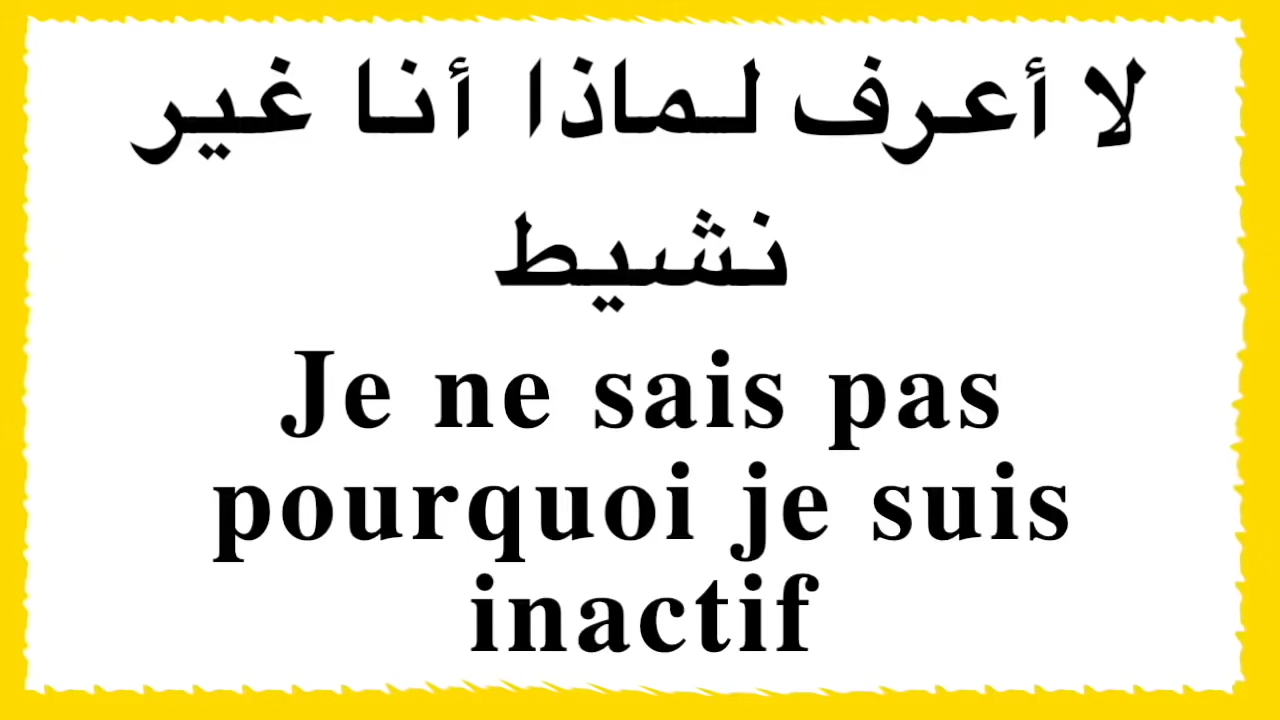 لا أعرف لماذا أنا غير
نشيط
Je ne sais pas
pourquoi je suis
inactif